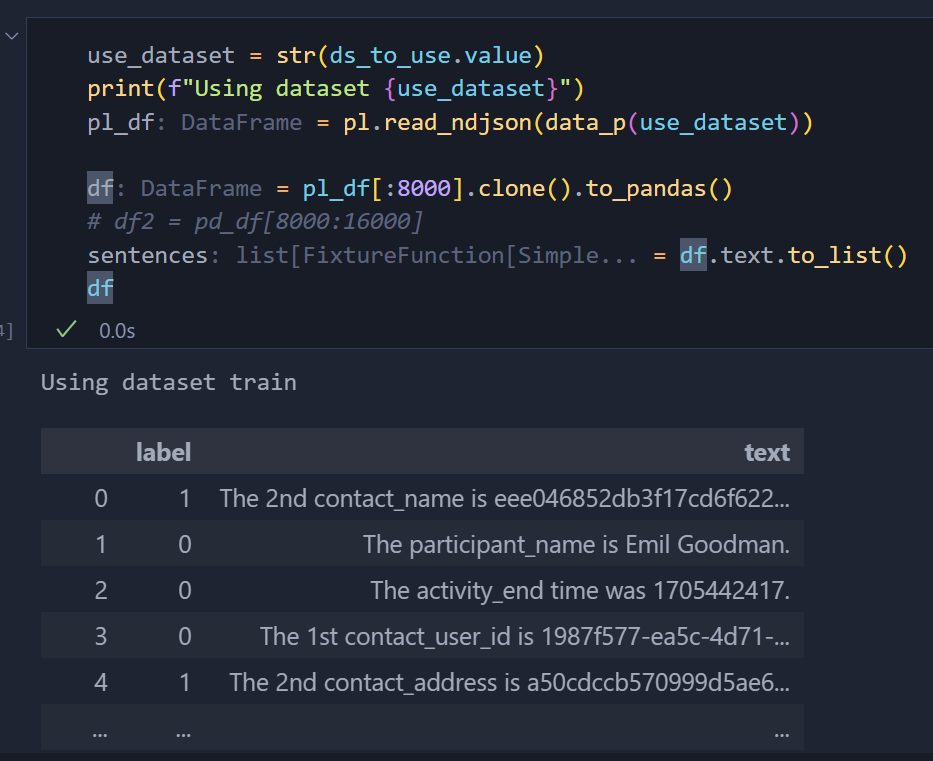 use_dataset = str(ds_to_use.value)
print(f"Using dataset {use_dataset}")
pl_df: DataFrame = pl.read_ndjson(data_p(use_dataset))
df: DataFrame = pl_df[:8000].clone().to_pandas()
# df2 = pd_df[8000:16000]
sentences: list[FixtureFunction[Simple... = df.text.to_list()
df
4] ✓ 0.0s
Using dataset train
label text
0 1 The 2nd contact_name is eee046852db3f17cd6f622...
1 0 The participant_name is Emil Goodman.
2 0 The activity_end time was 1705442417.
3 0 The 1st contact_user_id is 1987f577-ea5c-4d71-...
4 1 The 2nd contact_address is a50cdccb570999d5ae6...
... ... ...